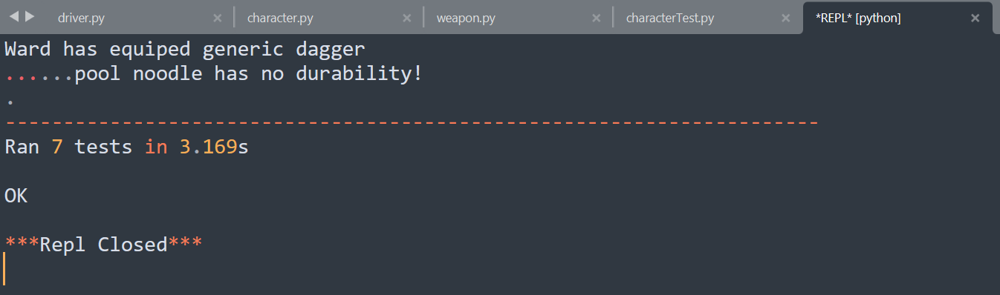 driver.py
character.py
weapon.py
characterTest.py
*REPL* [python]
Ward has equiped generic dagger
......pool noodle has no durability!
.
----------------------------------------------------------------------
Ran 7 tests in 3.169s
OK
***Repl Closed***